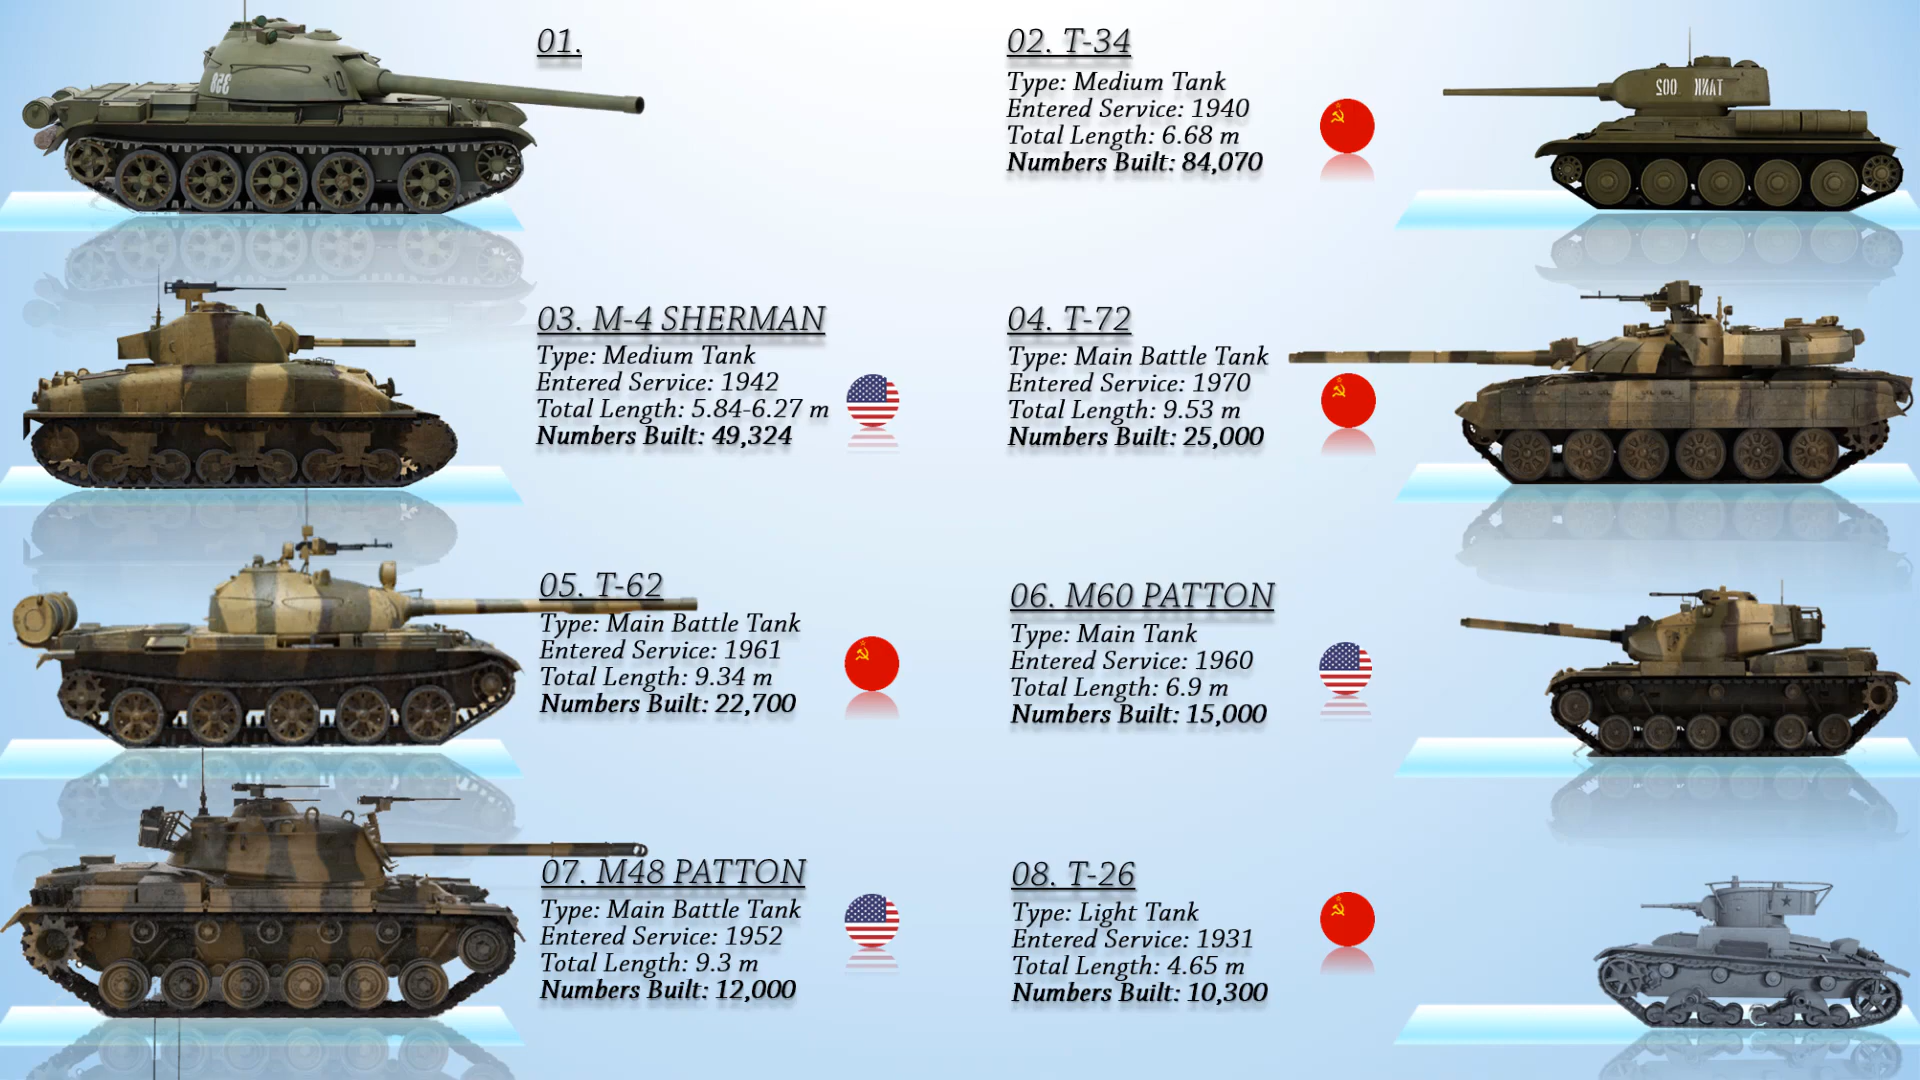 01.
02. T-34
Type: Medium Tank
Entered Service: 1940
Total Length: 6.68 m
Numbers Built: 84,070
358
TANK 002
03. M-4 SHERMAN
Type: Medium Tank
Entered Service: 1942
Total Length: 5.84-6.27 m
Numbers Built: 49,324
04. T-72
Type: Main Battle Tank
Entered Service: 1970
Total Length: 9.53 m
Numbers Built: 25,000
05. T-62
Type: Main Battle Tank
Entered Service: 1961
Total Length: 9.34 m
Numbers Built: 22,700
06. M60 PATTON
Type: Main Tank
Entered Service: 1960
Total Length: 6.9 m
Numbers Built: 15,000
07. M48 PATTON
Type: Main Battle Tank
Entered Service: 1952
Total Length: 9.3 m
Numbers Built: 12,000
08. T-26
Type: Light Tank
Entered Service: 1931
Total Length: 4.65 m
Numbers Built: 10,300